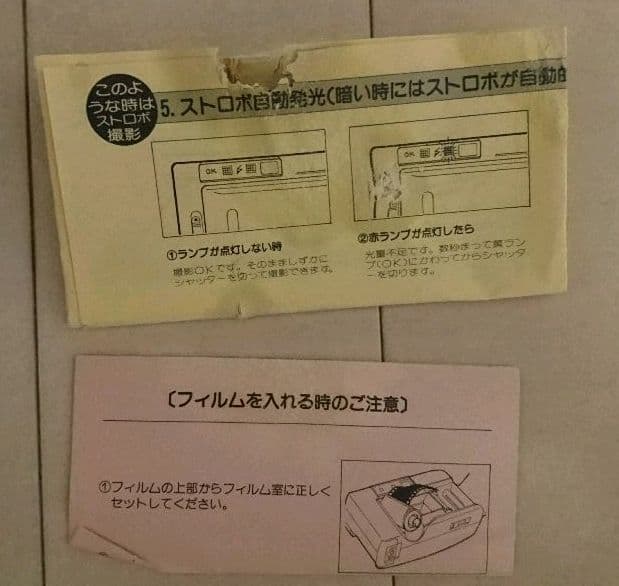 このよ
うな時は
ストロボ
撮影
5. ストロボ自動発光(暗い時にはストロボが自動的
OK
OK
①ランプが点灯しない時
撮影OKです。そのまましずかに
シャッターを切って撮影できます。
②赤ランプが点灯したら
光量不足です。数秒まって黄ラン
プ(OK)にかわってからシャッタ
ーを切ります。
〔フィルムを入れる時のご注意〕
①フィルムの上部からフィルム室に正しく
セットしてください。